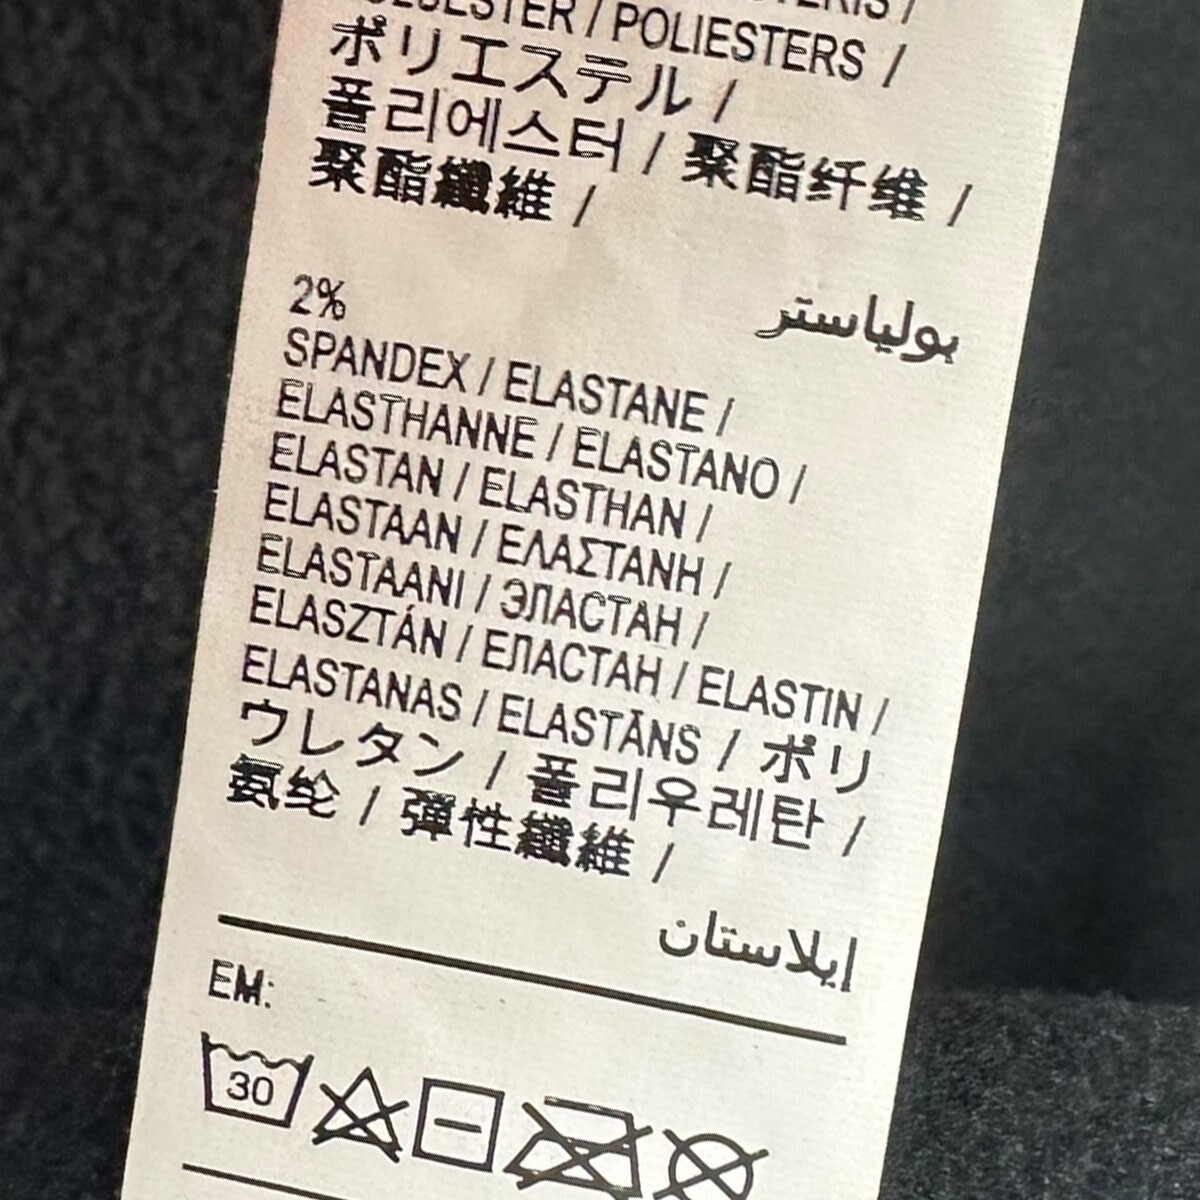 POLIESTERS /
ポリエステル /
폴리에스터 / 聚酯纤维 /
聚酯纖維 /
بولياستر
2%
SPANDEX / ELASTANE /
ELASTHANNE / ELASTANO /
ELASTAN / ELASTHAN /
ELASTAAN / ΕΛΑΣΤΑΝΗ /
ELASTAANI / ЭЛАСТАН /
ELASZTÁN / ЕЛАСТАН / ELASTIN /
ELASTANAS / ELASTĀNS / ポリ
ウレタン / 폴리우레탄 /
氨纶 / 彈性纖維 /
إيلاستان
EM:
30